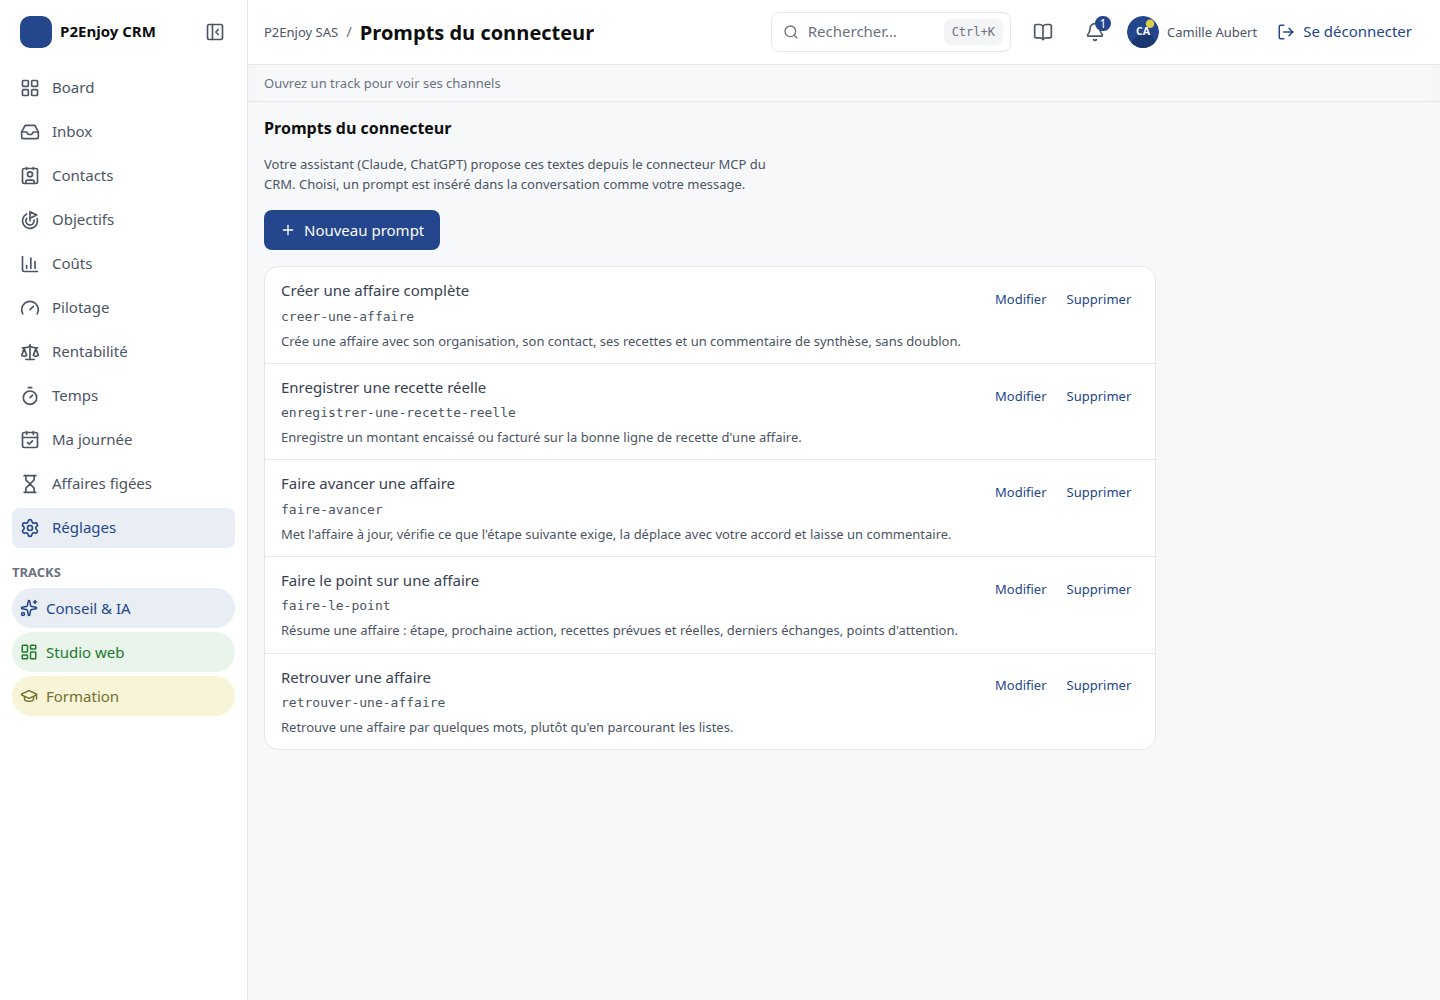 P2Enjoy CRM
P2Enjoy SAS / Prompts du connecteur
Rechercher...
Ctrl+K
1
CA
Camille Aubert
Se déconnecter
Board
Inbox
Contacts
Objectifs
Coûts
Pilotage
Rentabilité
Temps
Ma journée
Affaires figées
Réglages
TRACKS
Conseil & IA
Studio web
Formation
Ouvrez un track pour voir ses channels
Prompts du connecteur
Votre assistant (Claude, ChatGPT) propose ces textes depuis le connecteur MCP du
CRM. Choisi, un prompt est inséré dans la conversation comme votre message.
+ Nouveau prompt
Créer une affaire complète
creer-une-affaire
Crée une affaire avec son organisation, son contact, ses recettes et un commentaire de synthèse, sans doublon.
Modifier Supprimer
Enregistrer une recette réelle
enregistrer-une-recette-reelle
Enregistre un montant encaissé ou facturé sur la bonne ligne de recette d'une affaire.
Modifier Supprimer
Faire avancer une affaire
faire-avancer
Met l'affaire à jour, vérifie ce que l'étape suivante exige, la déplace avec votre accord et laisse un commentaire.
Modifier Supprimer
Faire le point sur une affaire
faire-le-point
Résume une affaire : étape, prochaine action, recettes prévues et réelles, derniers échanges, points d'attention.
Modifier Supprimer
Retrouver une affaire
retrouver-une-affaire
Retrouve une affaire par quelques mots, plutôt qu'en parcourant les listes.
Modifier Supprimer